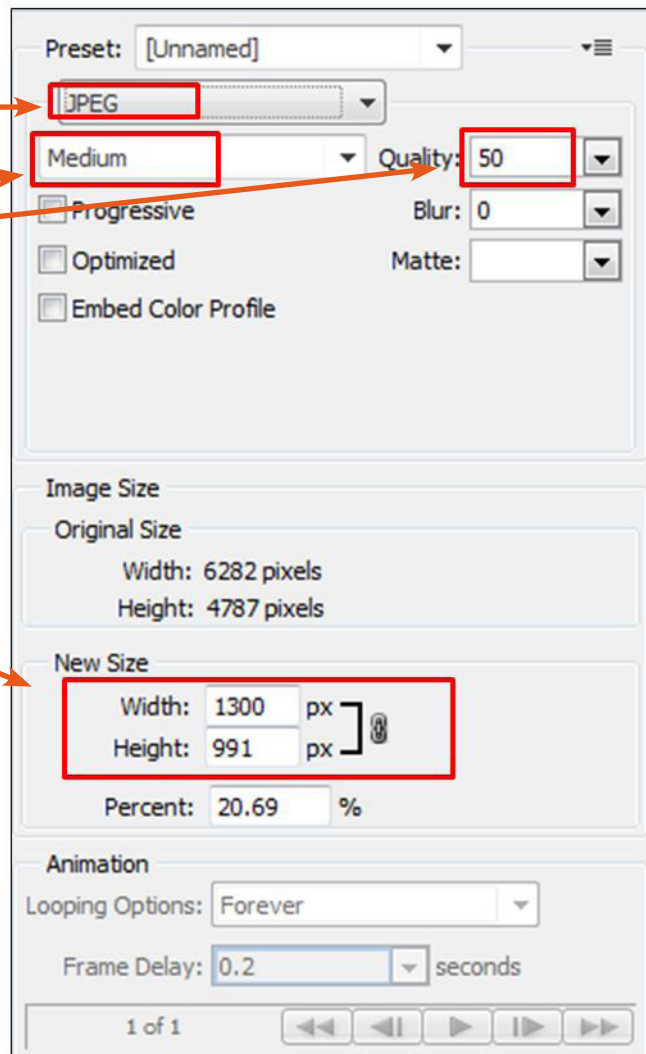 Preset: [Unnamed]
JPEG
Medium Quality: 50
Progressive Blur: 0
Optimized Matte:
Embed Color Profile
Image Size
Original Size
Width: 6282 pixels
Height: 4787 pixels
New Size
Width: 1300 px
Height: 991 px
Percent: 20.69 %
Animation
Looping Options: Forever
Frame Delay: 0.2 seconds
1 of 1